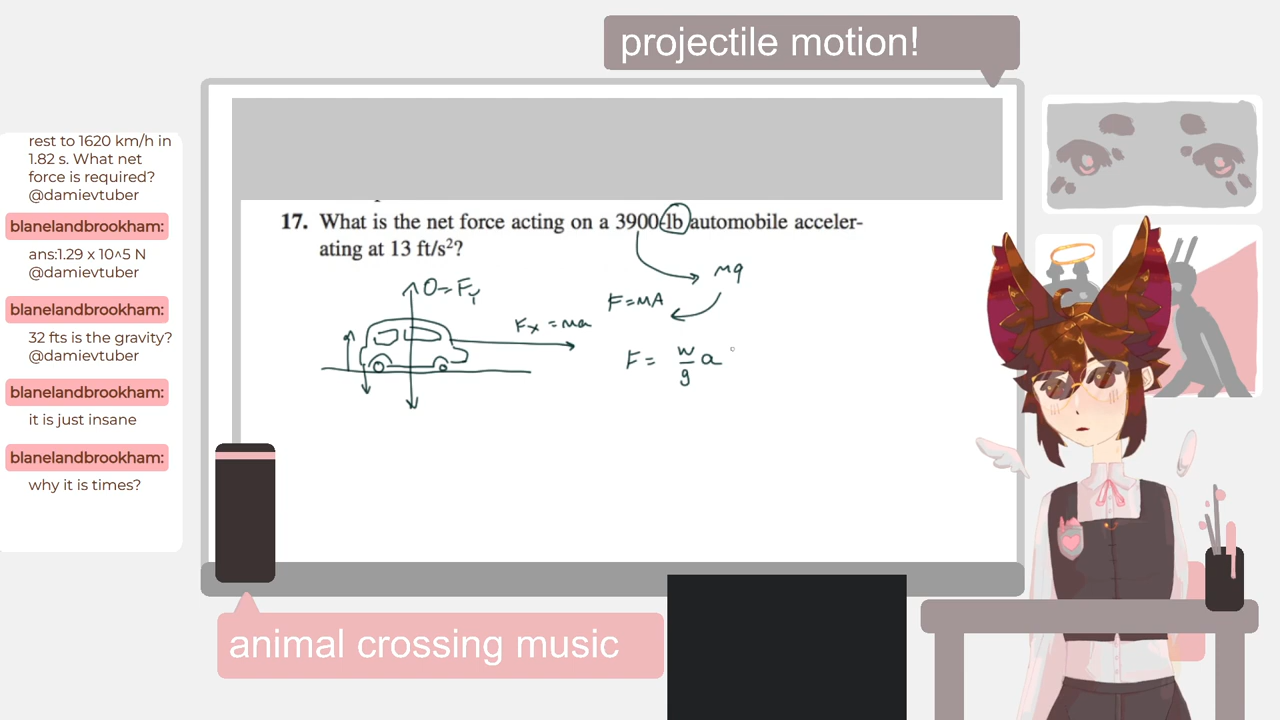 projectile motion!
rest to 1620 km/h in
1.82 s. What net
force is required?
@damievtuber
blanelandbrookham:
ans:1.29 x 10^5 N
@damievtuber
blanelandbrookham:
32 fts is the gravity?
@damievtuber
blanelandbrookham:
it is just insane
blanelandbrookham:
why it is times?
17. What is the net force acting on a 3900-lb automobile acceler-
ating at 13 ft/s²?
mg
0=Fy
F=MA
Fx = ma
F= w/g a
animal crossing music